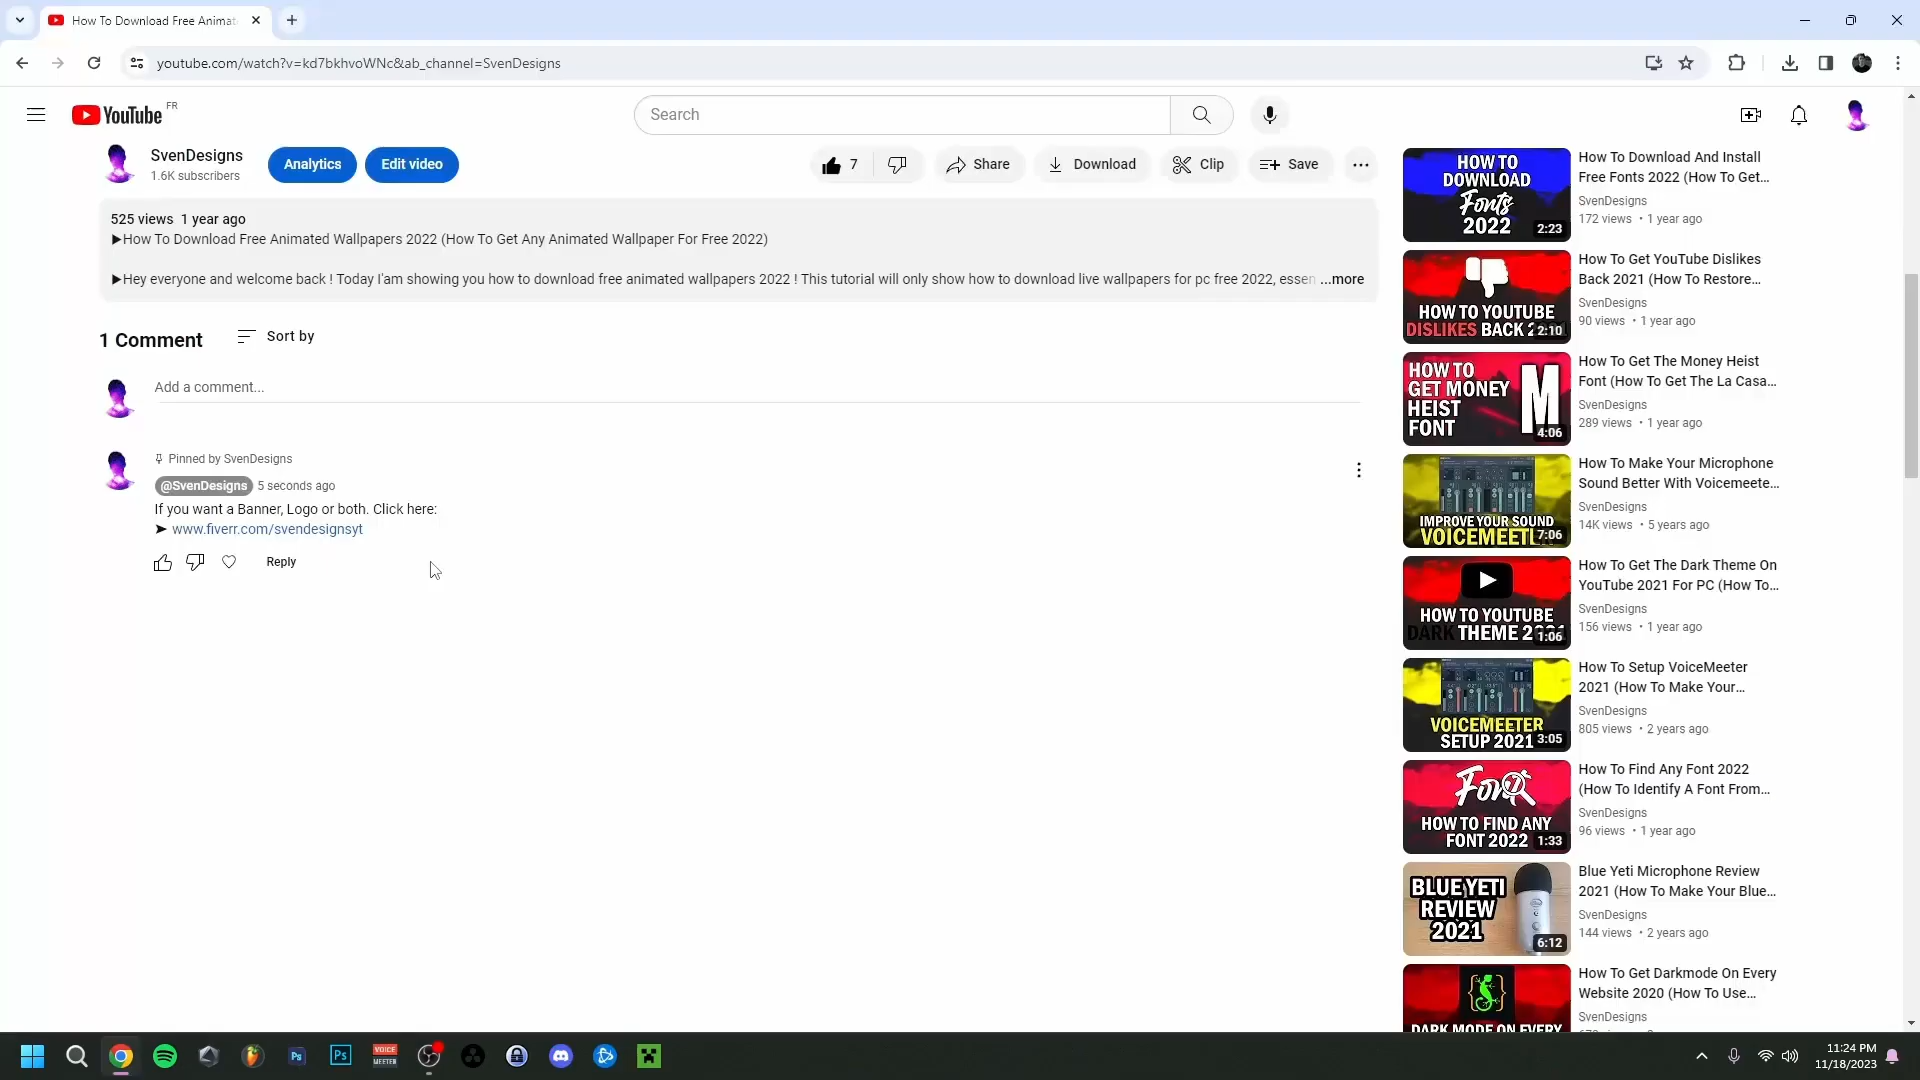 How To Download Free Animat
youtube.com/watch?v=kd7bkhvoWNc&ab_channel=SvenDesigns
YouTube FR
Search
SvenDesigns
1.6K subscribers
Analytics
Edit video
7
Share
Download
Clip
Save
525 views 1 year ago
▶How To Download Free Animated Wallpapers 2022 (How To Get Any Animated Wallpaper For Free 2022)
▶Hey everyone and welcome back ! Today I'am showing you how to download free animated wallpapers 2022 ! This tutorial will only show how to download live wallpapers for pc free 2022, essen ...more
1 Comment
Sort by
Add a comment...
Pinned by SvenDesigns
@SvenDesigns 5 seconds ago
If you want a Banner, Logo or both. Click here:
➤ www.fiverr.com/svendesignsyt
Reply
HOW TO
DOWNLOAD
Fonts
2022
2:23
How To Download And Install
Free Fonts 2022 (How To Get...
SvenDesigns
172 views • 1 year ago
HOW TO YOUTUBE
DISLIKES BACK 2
2:10
How To Get YouTube Dislikes
Back 2021 (How To Restore...
SvenDesigns
90 views • 1 year ago
HOW TO
GET MONEY
HEIST
FONT
M
4:06
How To Get The Money Heist
Font (How To Get The La Casa...
SvenDesigns
289 views • 1 year ago
IMPROVE YOUR SOUND
VOICEMEETE
7:06
How To Make Your Microphone
Sound Better With Voicemeete...
SvenDesigns
14K views • 5 years ago
HOW TO YOUTUBE
DARK THEME 2021
1:06
How To Get The Dark Theme On
YouTube 2021 For PC (How To...
SvenDesigns
156 views • 1 year ago
VOICEMEETER
SETUP 2021
3:05
How To Setup VoiceMeeter
2021 (How To Make Your...
SvenDesigns
805 views • 2 years ago
Font
HOW TO FIND ANY
FONT 2022
1:33
How To Find Any Font 2022
(How To Identify A Font From...
SvenDesigns
96 views • 1 year ago
BLUE YETI
REVIEW
2021
6:12
Blue Yeti Microphone Review
2021 (How To Make Your Blue...
SvenDesigns
144 views • 2 years ago
DARK MODE ON EVERY
How To Get Darkmode On Every
Website 2020 (How To Use...
SvenDesigns
Ps
Ps
VOICE
MEETER
11:24 PM
11/18/2023